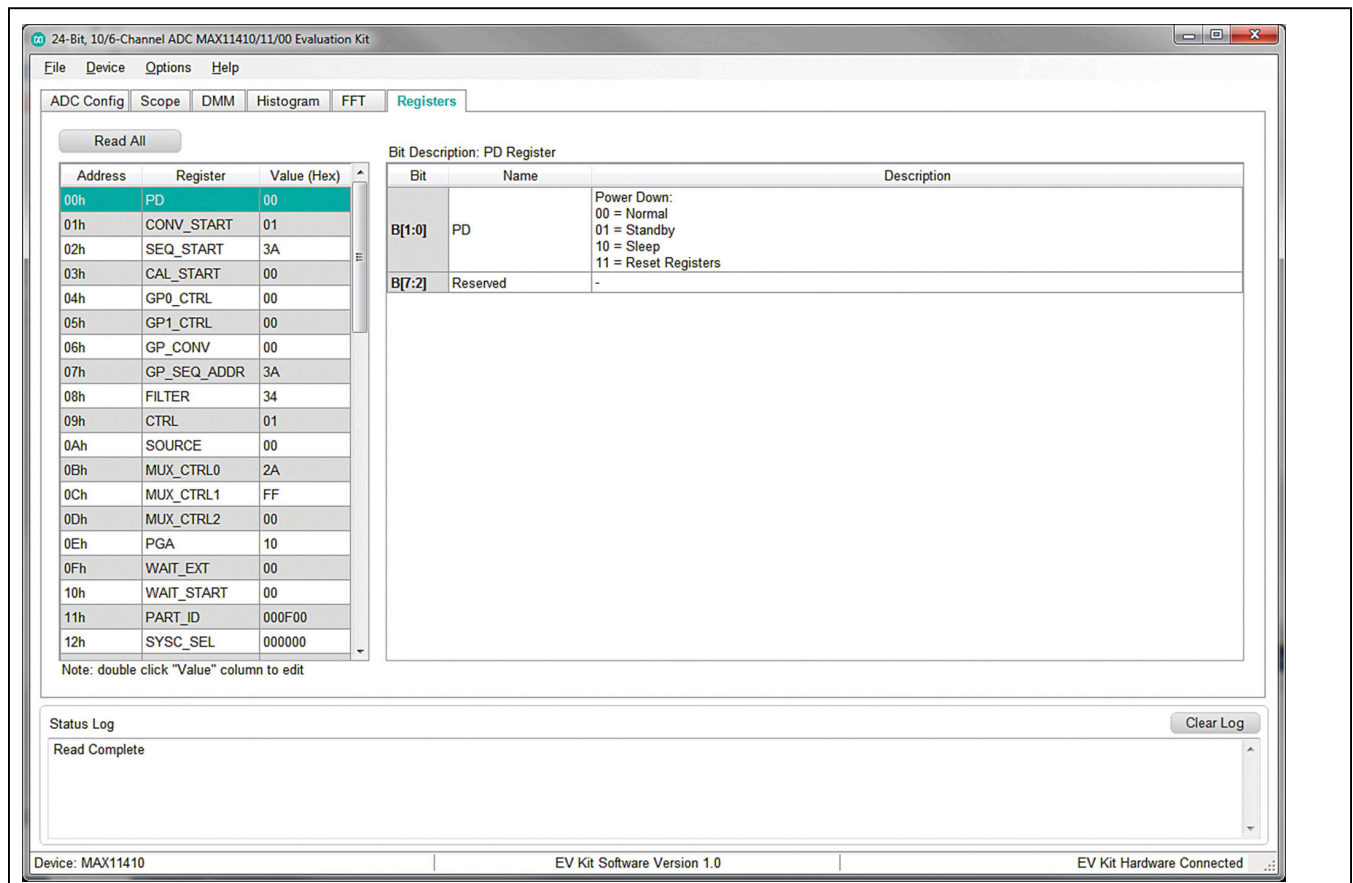 24-Bit, 10/6-Channel ADC MAX11410/11/00 Evaluation Kit
File Device Options Help
ADC Config Scope DMM Histogram FFT Registers
Read All
Address Register Value (Hex)
00h PD 00
01h CONV_START 01
02h SEQ_START 3A
03h CAL_START 00
04h GP0_CTRL 00
05h GP1_CTRL 00
06h GP_CONV 00
07h GP_SEQ_ADDR 3A
08h FILTER 34
09h CTRL 01
0Ah SOURCE 00
0Bh MUX_CTRL0 2A
0Ch MUX_CTRL1 FF
0Dh MUX_CTRL2 00
0Eh PGA 10
0Fh WAIT_EXT 00
10h WAIT_START 00
11h PART_ID 000F00
12h SYSC_SEL 000000
Note: double click "Value" column to edit
Bit Description: PD Register
Bit Name Description
B[1:0] PD
Power Down:
00 = Normal
01 = Standby
10 = Sleep
11 = Reset Registers
B[7:2] Reserved -
Status Log
Clear Log
Read Complete
Device: MAX11410 EV Kit Software Version 1.0 EV Kit Hardware Connected